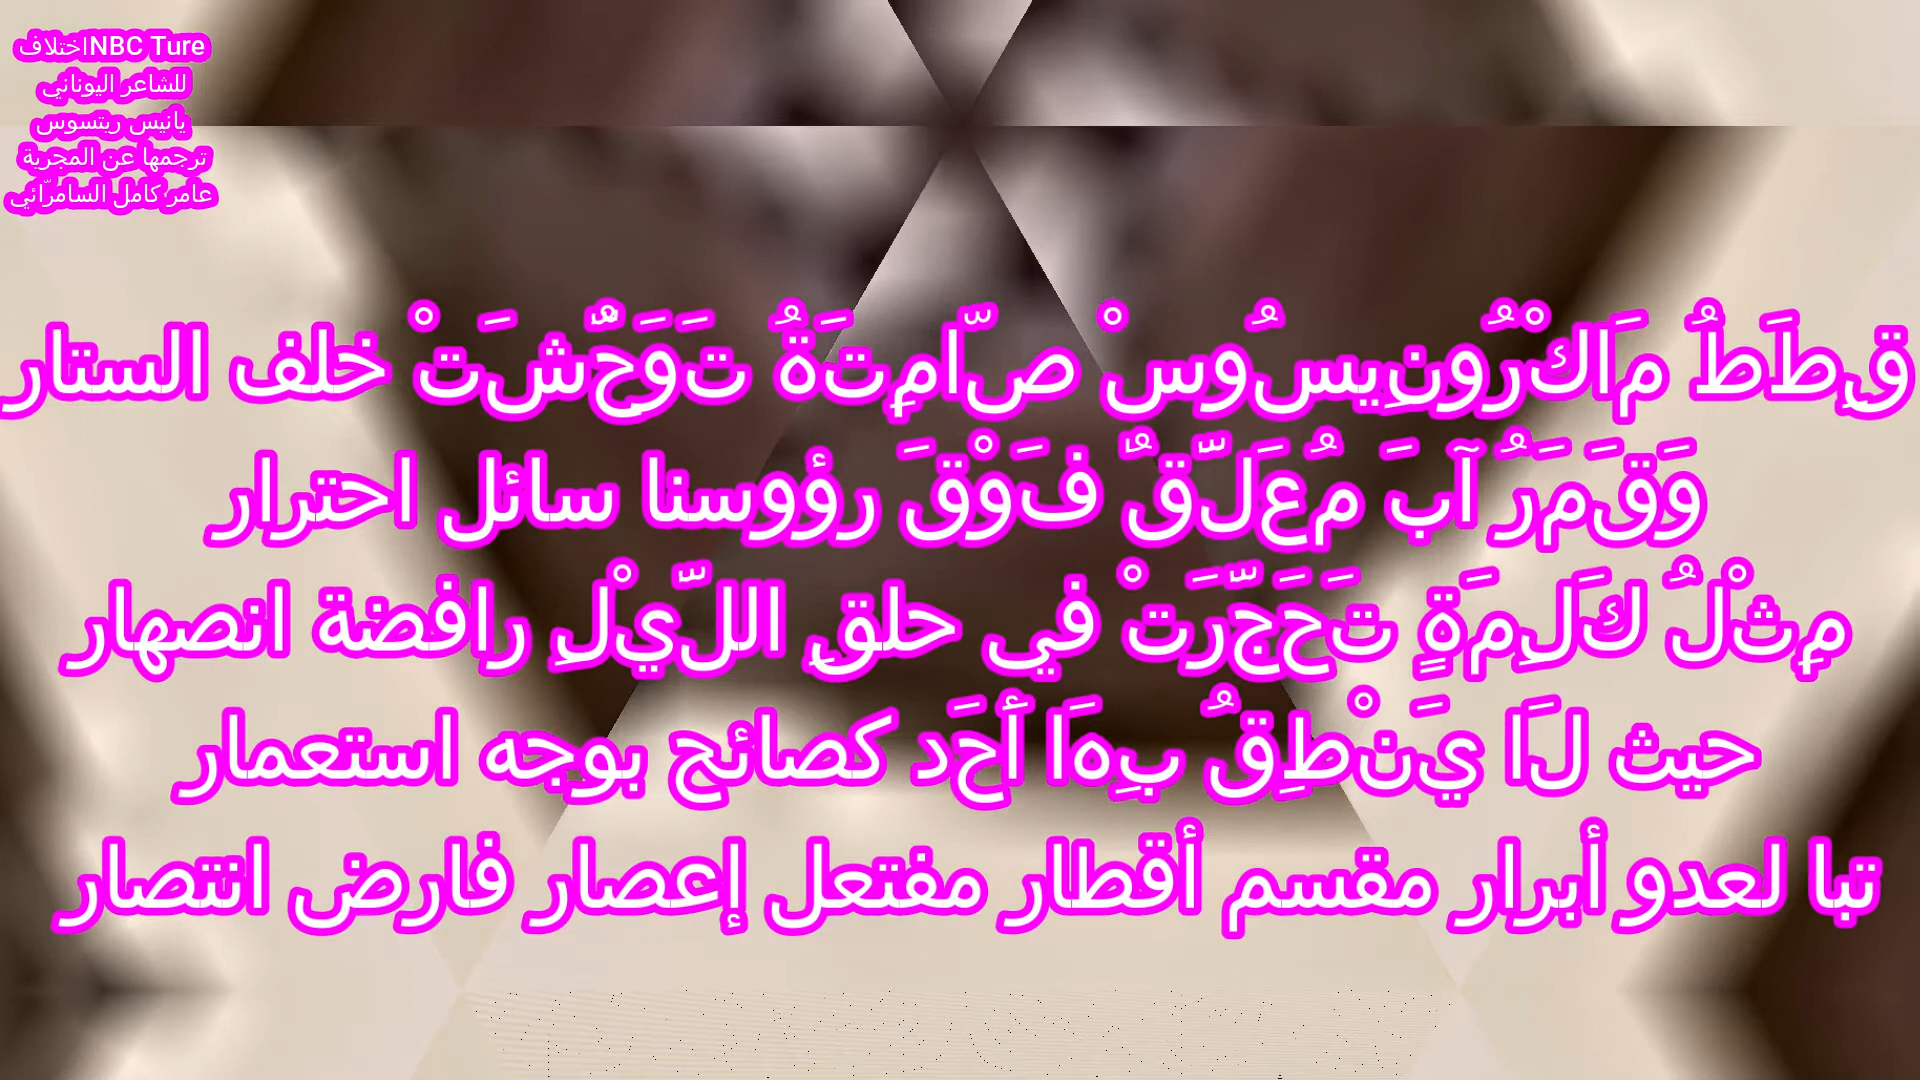 اختلافNBC Ture
للشاعر اليوناني
يانيس ريتسوس
ترجمها عن المجرية
عامر كامل السامرّائي
قِطَطُ مَاكْرُونِيسُوسْ صّامِتَةُ تَوَحٌّشَتْ خلف الستار
وَقَمَرُ آبَ مُعَلّقٌ فَوْقَ رؤوسنا سائل احترار
مِثْلُ كَلِمَةٍ تَحَجّرَتْ في حلقِ اللّيْلِ رافضة انصهار
حيث لَا يَنْطِقُ بِهَا أَحَد كصائح بوجه استعمار
تبا لعدو أبرار مقسم أقطار مفتعل إعصار فارض انتصار